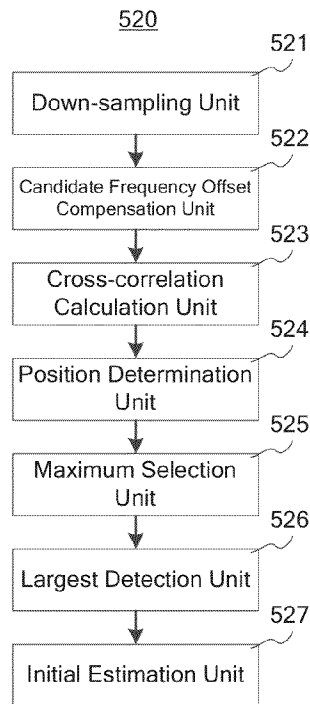 520
521
Down-sampling Unit
522
Candidate Frequency Offset
Compensation Unit
523
Cross-correlation
Calculation Unit
524
Position Determination
Unit
525
Maximum Selection
Unit
526
Largest Detection Unit
527
Initial Estimation Unit